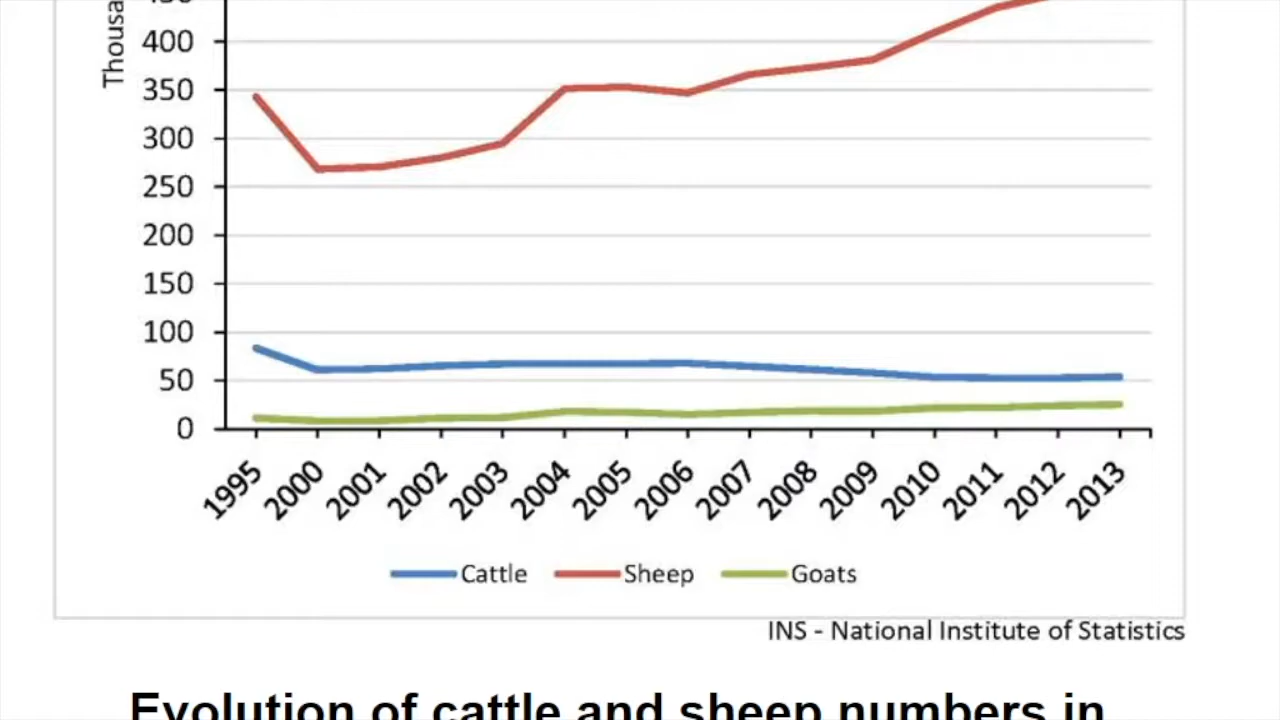 Thousa
400
350
300
250
200
150
100
50
0
1995 2000 2001 2002 2003 2004 2005 2006 2007 2008 2009 2010 2011 2012 2013
Cattle Sheep Goats
INS - National Institute of Statistics
Evolution of cattle and sheep numbers in